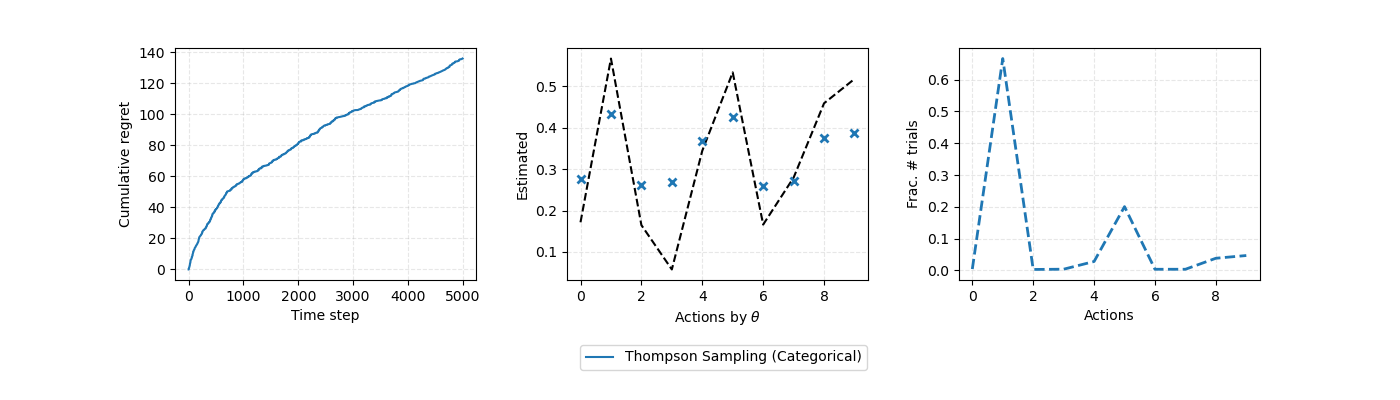 140
120
100
80
60
40
20
0
Cumulative regret
0 1000 2000 3000 4000 5000
Time step
0.5
0.4
0.3
0.2
0.1
Estimated
0 2 4 6 8
Actions by θ
0.6
0.5
0.4
0.3
0.2
0.1
0.0
Frac. # trials
0 2 4 6 8
Actions
Thompson Sampling (Categorical)